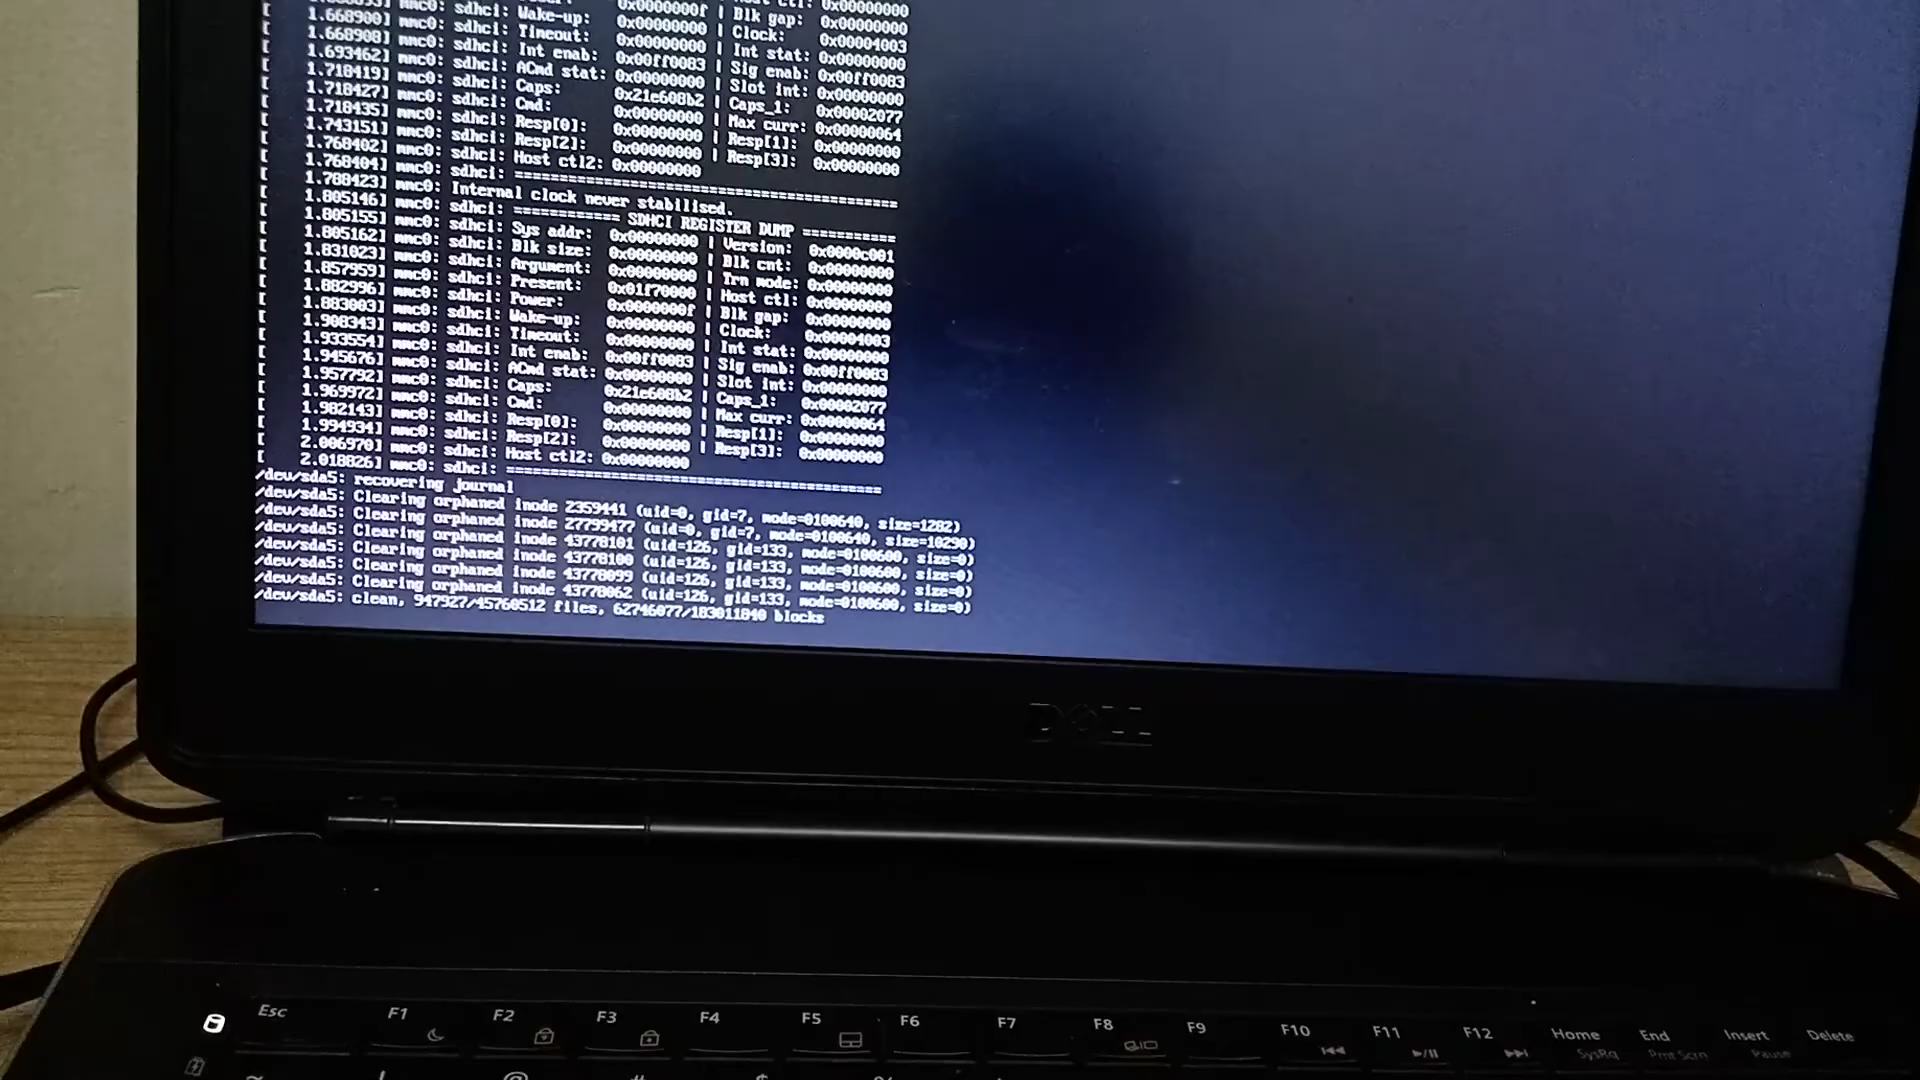 1.668900] mmc0: sdhci: Wake-up: 0x00000000 | Blk gap: 0x00000000
1.668908] mmc0: sdhci: Timeout: 0x00000000 | Clock: 0x00004003
1.693462] mmc0: sdhci: Int enab: 0x00ff0083 | Int stat: 0x00000000
1.718419] mmc0: sdhci: ACmd stat: 0x00000000 | Sig enab: 0x00ff0083
1.718427] mmc0: sdhci: Caps: 0x21e608b2 | Slot int: 0x00000000
1.718435] mmc0: sdhci: Cmd: 0x00000000 | Caps_1: 0x00002077
1.743151] mmc0: sdhci: Resp[0]: 0x00000000 | Max curr: 0x00000064
1.768402] mmc0: sdhci: Resp[2]: 0x00000000 | Resp[1]: 0x00000000
1.768404] mmc0: sdhci: Host ctl2: 0x00000000 | Resp[3]: 0x00000000
1.788423] mmc0: sdhci: ============================================
1.805146] mmc0: Internal clock never stabilised.
1.805155] mmc0: sdhci: ============ SDHCI REGISTER DUMP ===========
1.805162] mmc0: sdhci: Sys addr: 0x00000000 | Version: 0x0000c001
1.831023] mmc0: sdhci: Blk size: 0x00000000 | Blk cnt: 0x00000000
1.857959] mmc0: sdhci: Argument: 0x00000000 | Trn mode: 0x00000000
1.882996] mmc0: sdhci: Present: 0x01f70000 | Host ctl: 0x00000000
1.883003] mmc0: sdhci: Power: 0x0000000f | Blk gap: 0x00000000
1.908343] mmc0: sdhci: Wake-up: 0x00000000 | Clock: 0x00004003
1.933554] mmc0: sdhci: Timeout: 0x00000000 | Int stat: 0x00000000
1.945676] mmc0: sdhci: Int enab: 0x00ff0083 | Sig enab: 0x00ff0083
1.957792] mmc0: sdhci: ACmd stat: 0x00000000 | Slot int: 0x00000000
1.969972] mmc0: sdhci: Caps: 0x21e608b2 | Caps_1: 0x00002077
1.982143] mmc0: sdhci: Cmd: 0x00000000 | Max curr: 0x00000064
1.994934] mmc0: sdhci: Resp[0]: 0x00000000 | Resp[1]: 0x00000000
2.006970] mmc0: sdhci: Resp[2]: 0x00000000 | Resp[3]: 0x00000000
2.018826] mmc0: sdhci: Host ctl2: 0x00000000
mmc0: sdhci: ============================================
/dev/sda5: recovering journal
/dev/sda5: Clearing orphaned inode 2359441 (uid=0, gid=7, mode=0100640, size=1282)
/dev/sda5: Clearing orphaned inode 27799477 (uid=0, gid=7, mode=0100640, size=10290)
/dev/sda5: Clearing orphaned inode 43778101 (uid=126, gid=133, mode=0100600, size=0)
/dev/sda5: Clearing orphaned inode 43778100 (uid=126, gid=133, mode=0100600, size=0)
/dev/sda5: Clearing orphaned inode 43778099 (uid=126, gid=133, mode=0100600, size=0)
/dev/sda5: Clearing orphaned inode 43778062 (uid=126, gid=133, mode=0100600, size=0)
/dev/sda5: clean, 947927/45760512 files, 62746077/183011840 blocks
DELL
Esc F1 F2 F3 F4 F5 F6 F7 F8 F9 F10 F11 F12 Home End Insert Delete
SysRq Prnt Scrn Pause